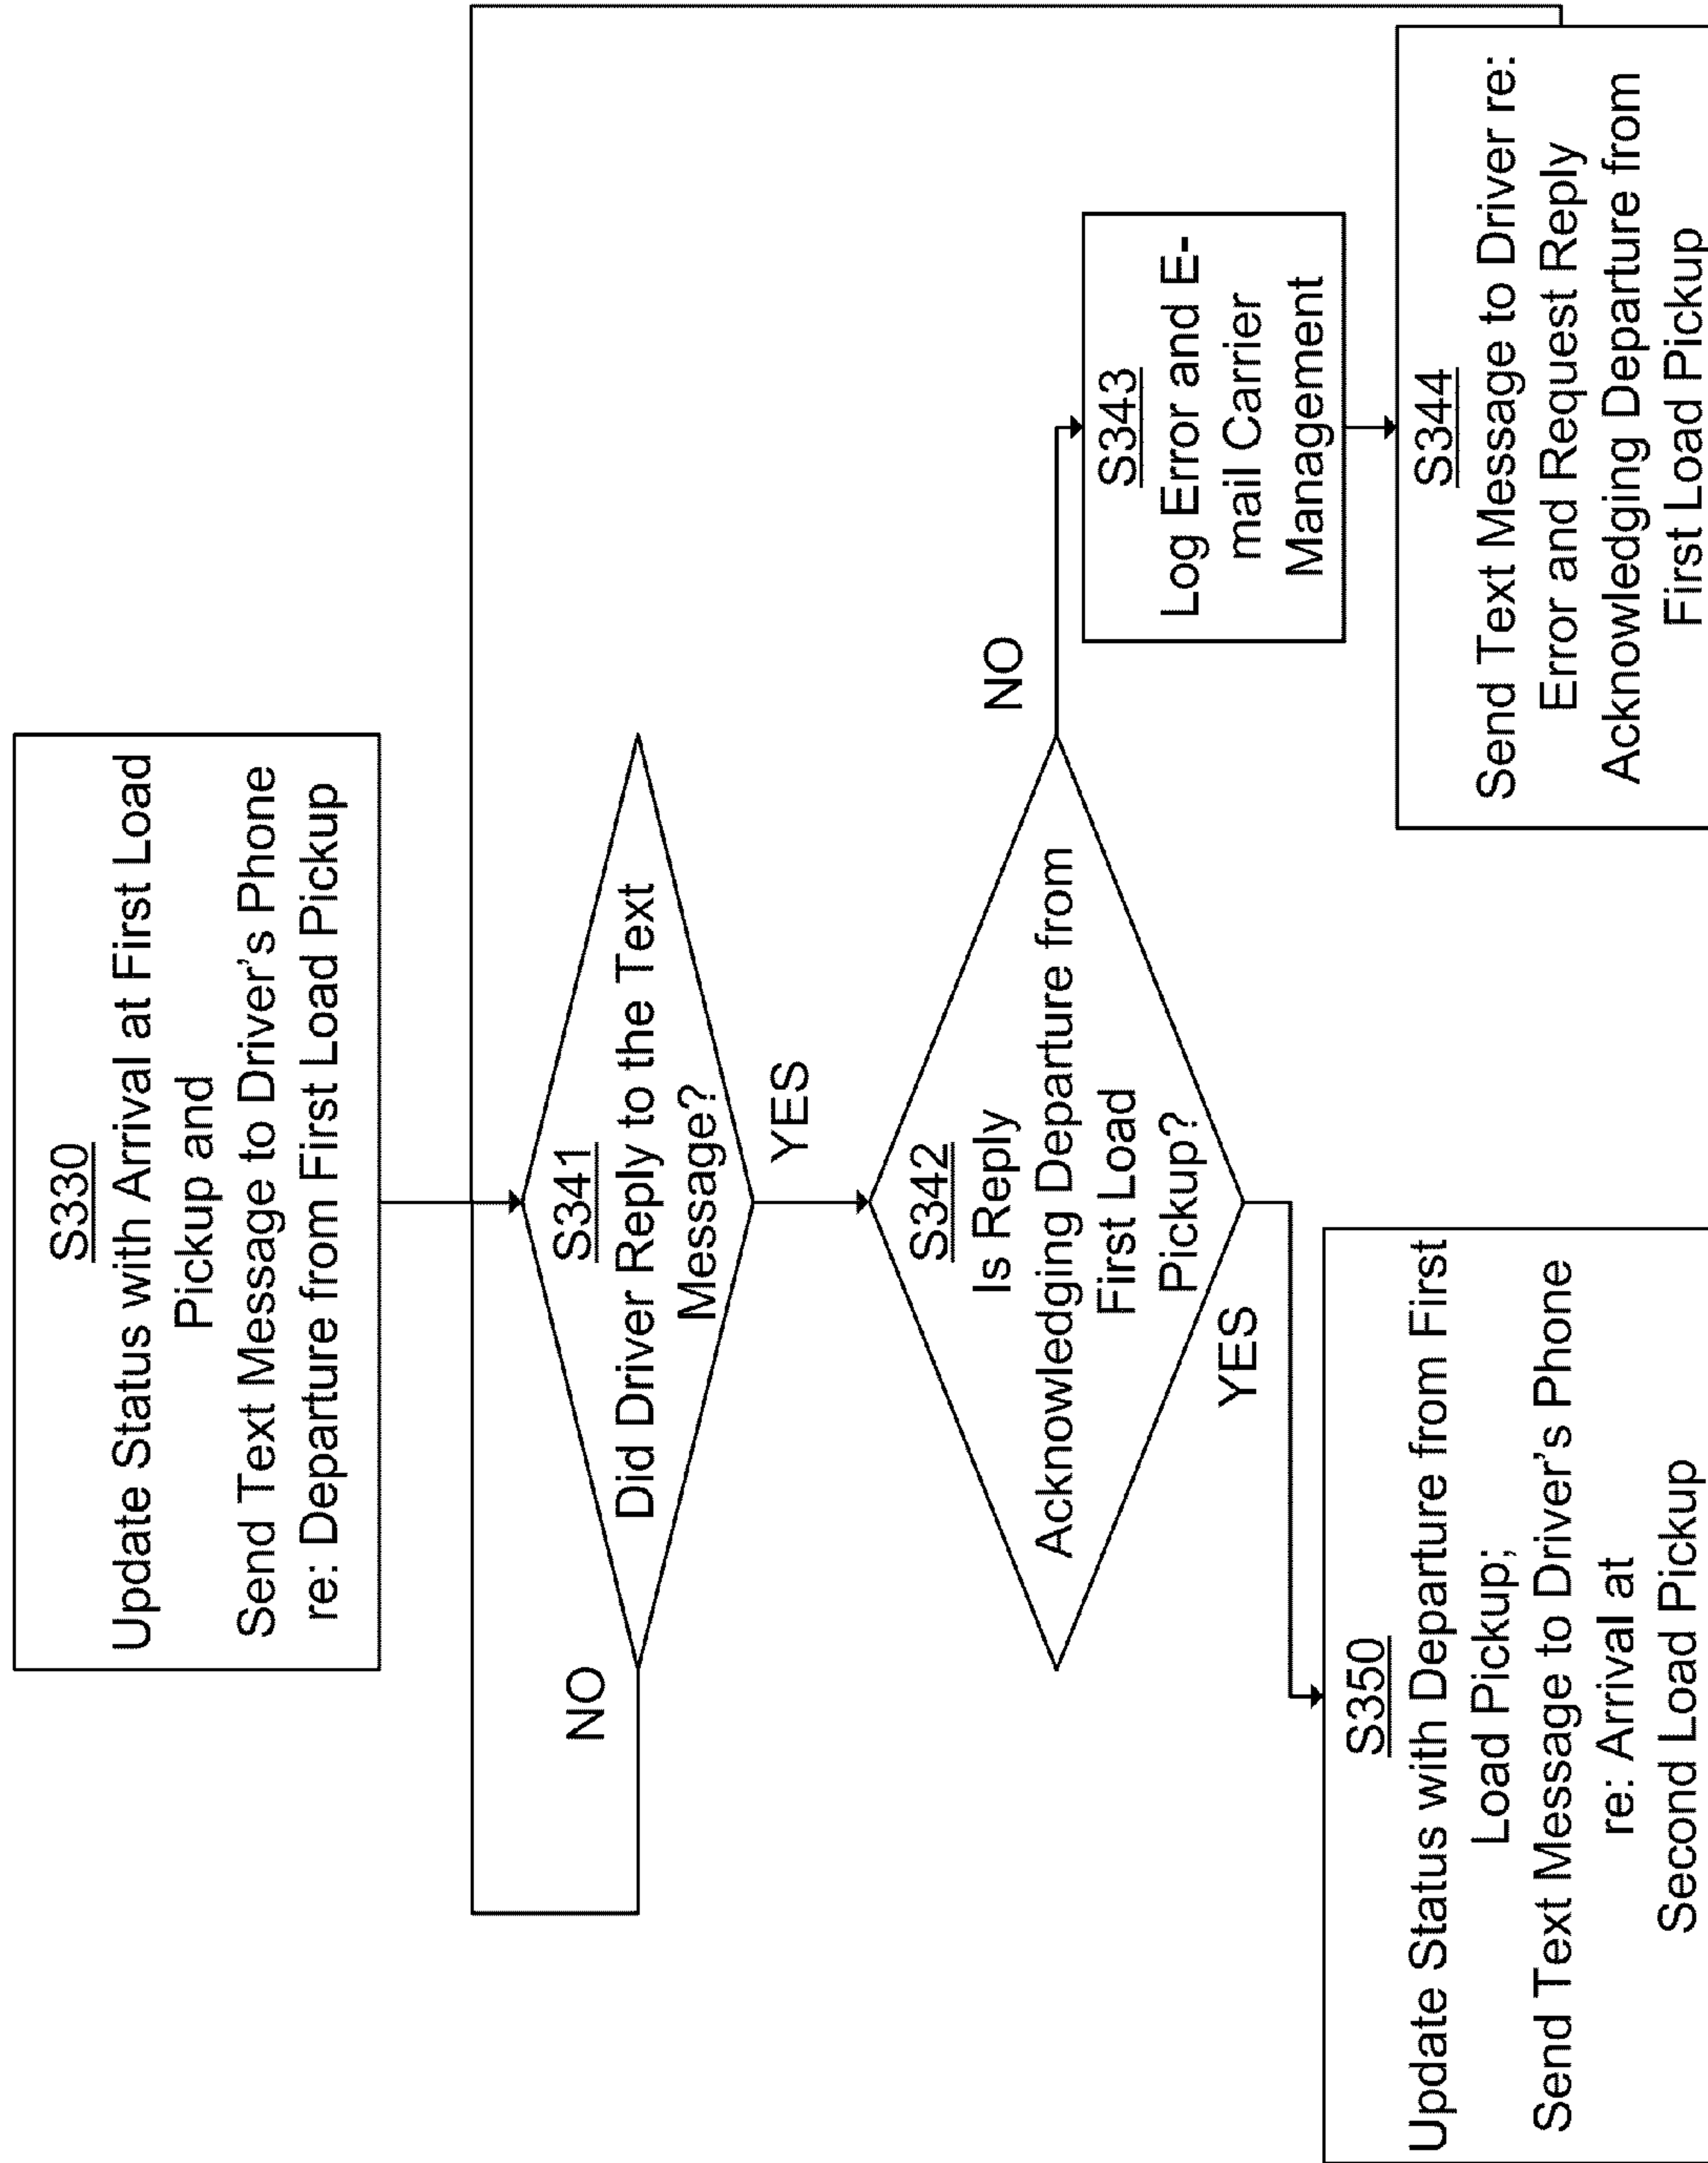 S330
Update Status with Arrival at First Load
Pickup and
Send Text Message to Driver's Phone
re: Departure from First Load Pickup
S341
Did Driver Reply to the Text
Message?
NO
YES
S342
Is Reply
Acknowledging Departure from
First Load
Pickup?
NO
YES
S343
Log Error and E-
mail Carrier
Management
S344
Send Text Message to Driver re:
Error and Request Reply
Acknowledging Departure from
First Load Pickup
S350
Update Status with Departure from First
Load Pickup;
Send Text Message to Driver's Phone
re: Arrival at
Second Load Pickup